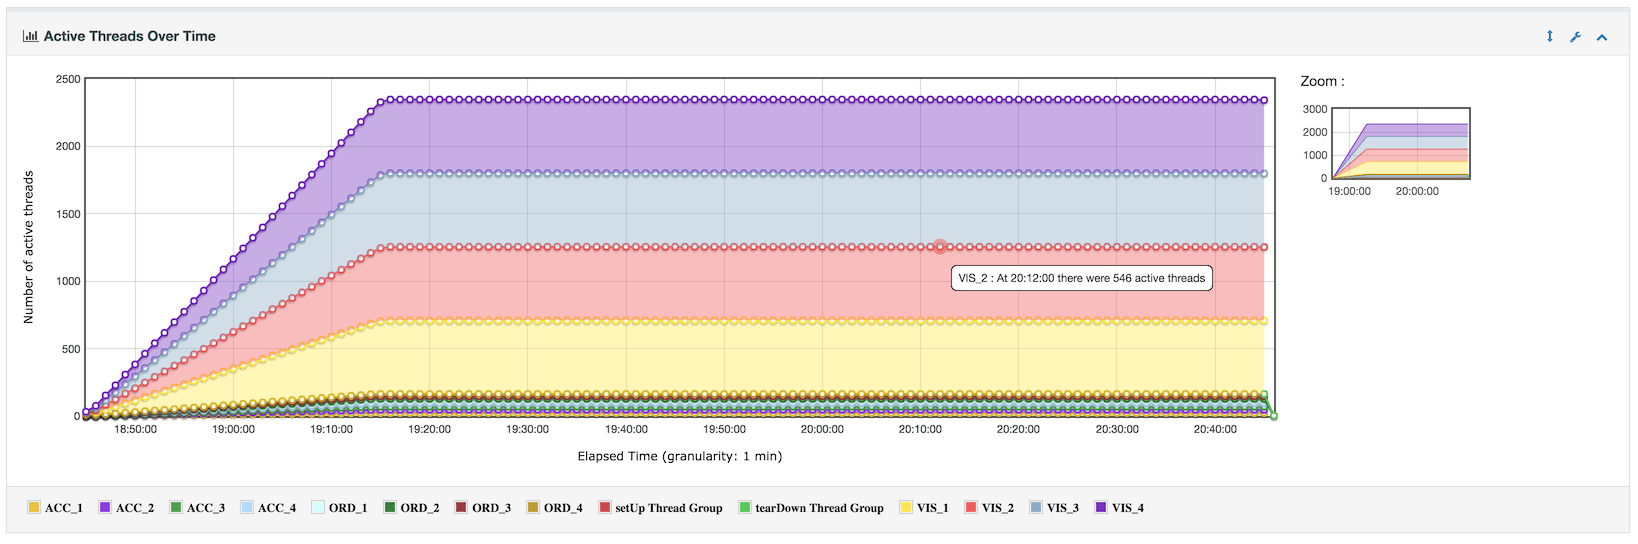 Active Threads Over Time
Zoom :
2500
2000
1500
1000
500
0
Number of active threads
3000
2000
1000
0
19:00:00 20:00:00
VIS_2 : At 20:12:00 there were 546 active threads
18:50:00 19:00:00 19:10:00 19:20:00 19:30:00 19:40:00 19:50:00 20:00:00 20:10:00 20:20:00 20:30:00 20:40:00
Elapsed Time (granularity: 1 min)
ACC_1 ACC_2 ACC_3 ACC_4 ORD_1 ORD_2 ORD_3 ORD_4 setUp Thread Group tearDown Thread Group VIS_1 VIS_2 VIS_3 VIS_4